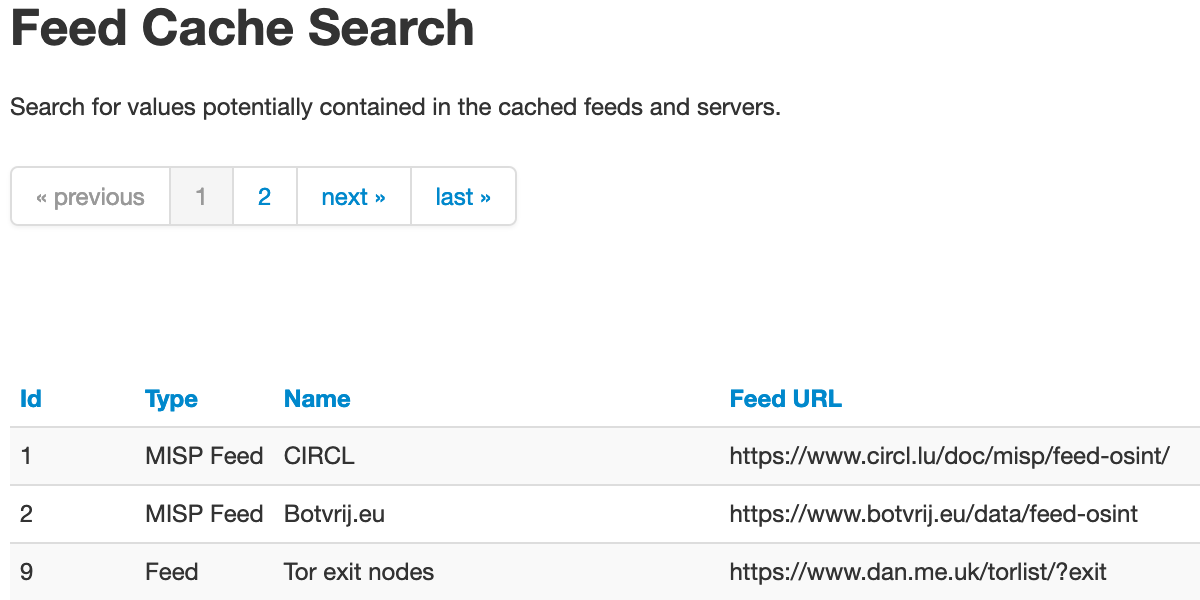 Feed Cache Search
Search for values potentially contained in the cached feeds and servers.
« previous 1 2 next » last »
Id Type Name Feed URL
1 MISP Feed CIRCL https://www.circl.lu/doc/misp/feed-osint/
2 MISP Feed Botvrij.eu https://www.botvrij.eu/data/feed-osint
9 Feed Tor exit nodes https://www.dan.me.uk/torlist/?exit